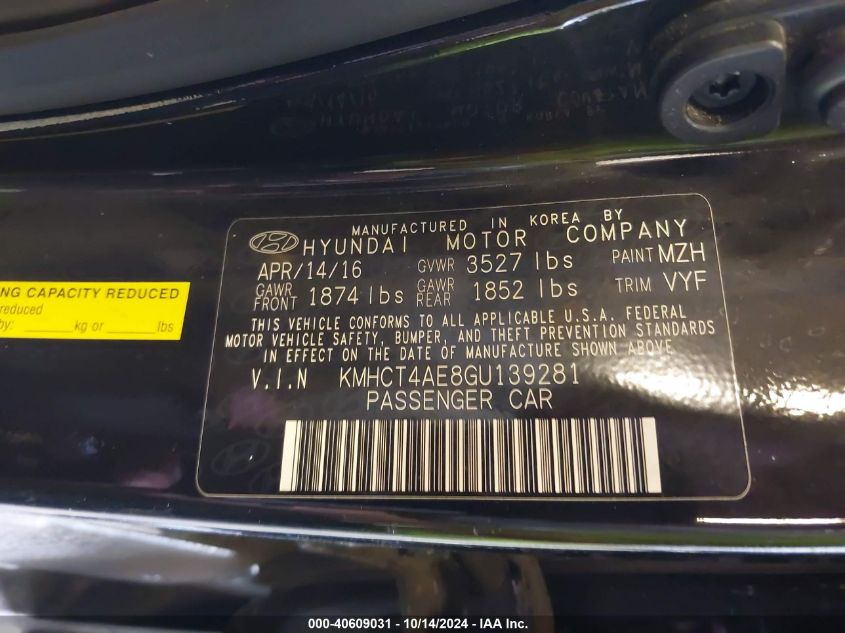 MANUFACTURED IN KOREA BY
HYUNDAI MOTOR COMPANY
APR/14/16 GVWR 3527 lbs PAINT MZH
GAWR FRONT 1874 lbs GAWR REAR 1852 lbs TRIM VYF
THIS VEHICLE CONFORMS TO ALL APPLICABLE U.S.A. FEDERAL
MOTOR VEHICLE SAFETY, BUMPER, AND THEFT PREVENTION STANDARDS
IN EFFECT ON THE DATE OF MANUFACTURE SHOWN ABOVE.
V.I.N KMHCT4AE8GU139281
PASSENGER CAR
NG CAPACITY REDUCED
reduced
by: ______kg or ______lbs
000-40609031 - 10/14/2024 - IAA Inc.